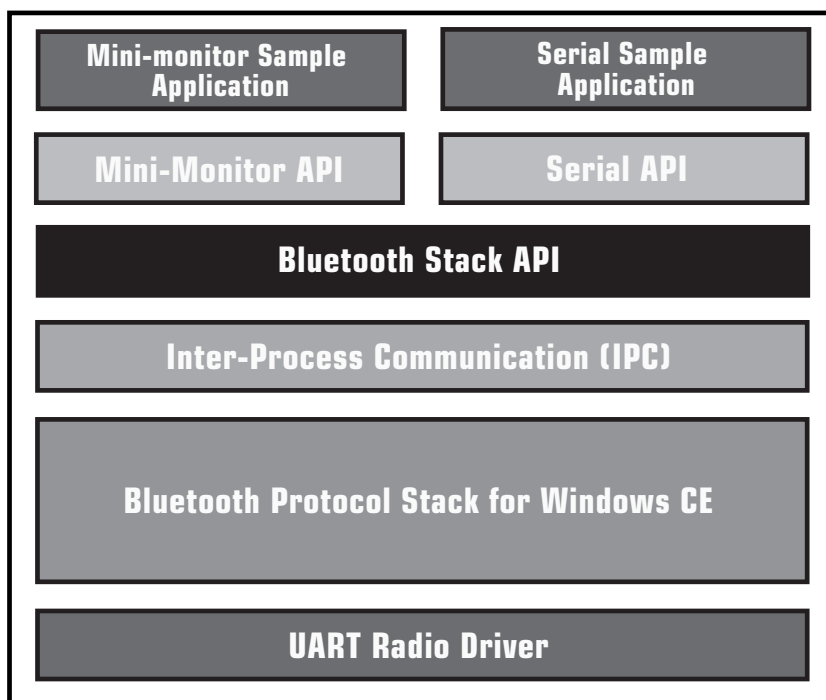 Mini-monitor Sample
Application
Serial Sample
Application
Mini-Monitor API
Serial API
Bluetooth Stack API
Inter-Process Communication (IPC)
Bluetooth Protocol Stack for Windows CE
UART Radio Driver